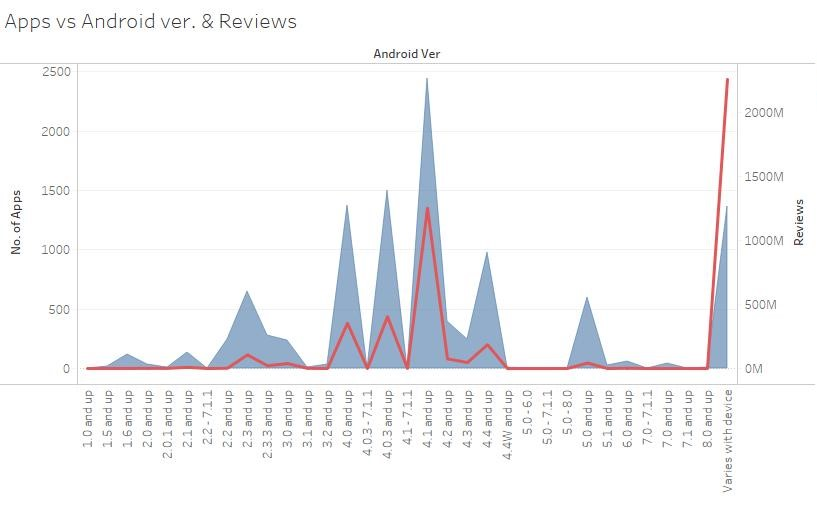 Apps vs Android ver. & Reviews
Android Ver
2500
2000
1500
1000
500
0
No. of Apps
2000M
1500M
1000M
500M
0M
Reviews
1.0 and up
1.5 and up
1.6 and up
2.0 and up
2.0.1 and up
2.1 and up
2.2 - 7.1.1
2.2 and up
2.3 and up
2.3.3 and up
3.0 and up
3.1 and up
3.2 and up
4.0 and up
4.0.3 - 7.1.1
4.0.3 and up
4.1 - 7.1.1
4.1 and up
4.2 and up
4.3 and up
4.4 and up
4.4W and up
5.0 - 6.0
5.0 - 7.1.1
5.0 - 8.0
5.0 and up
5.1 and up
6.0 and up
7.0 - 7.1.1
7.0 and up
7.1 and up
8.0 and up
Varies with device